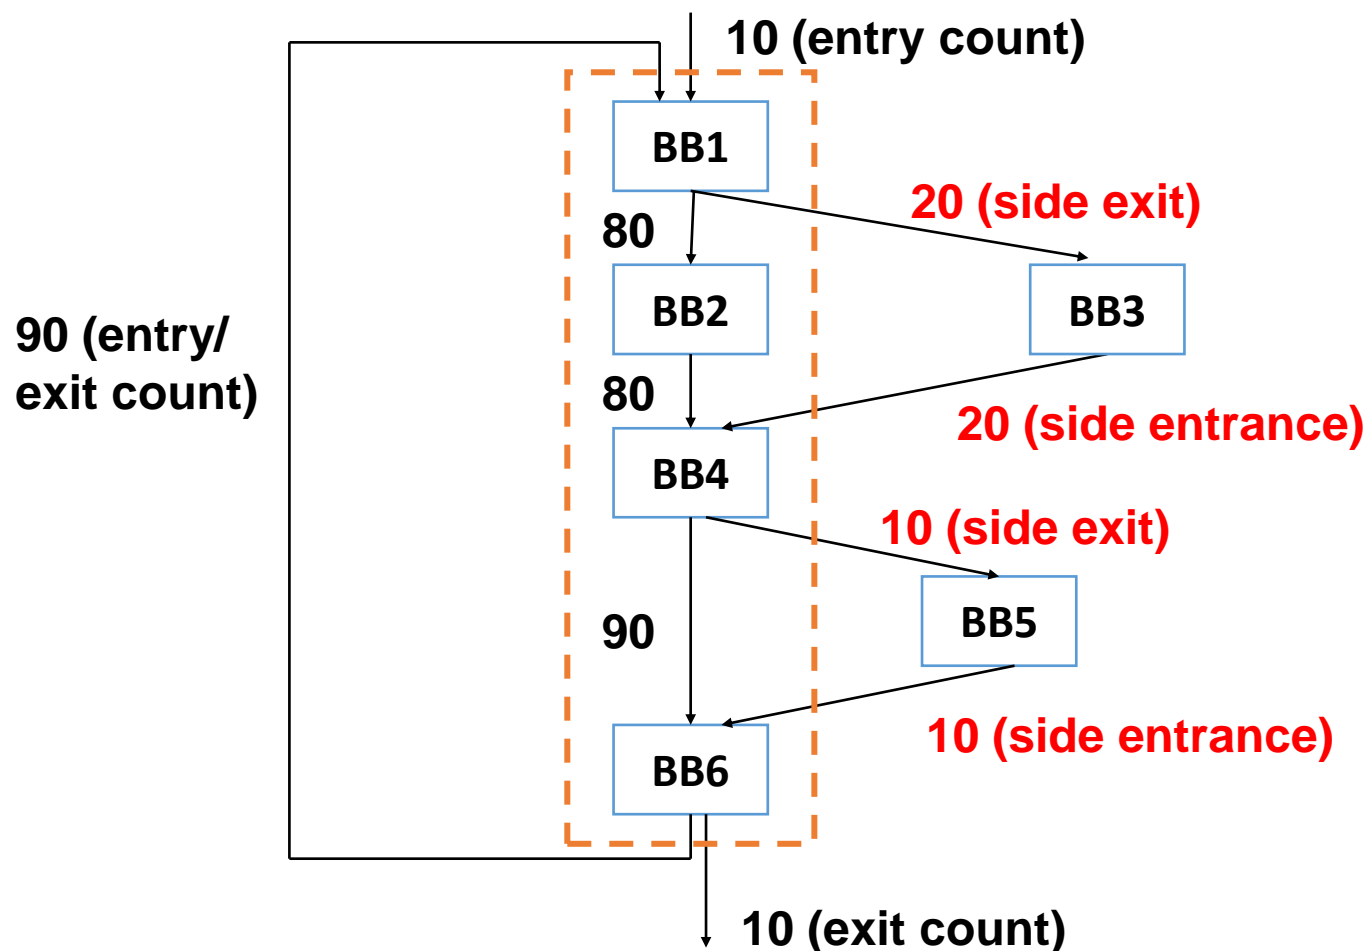 10 (entry count)
BB1
20 (side exit)
80
BB2
BB3
90 (entry/
exit count)
80
20 (side entrance)
BB4
10 (side exit)
90
BB5
10 (side entrance)
BB6
10 (exit count)